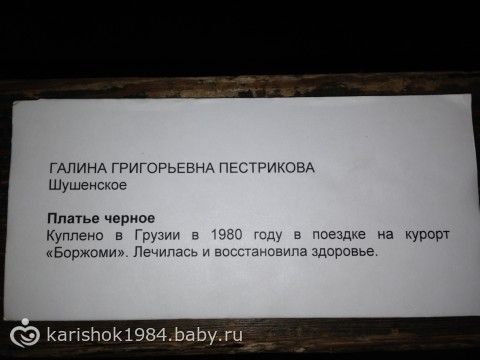 ГАЛИНА ГРИГОРЬЕВНА ПЕСТРИКОВА
Шушенское
Платье черное
Куплено в Грузии в 1980 году в поездке на курорт
«Боржоми». Лечилась и восстановила здоровье.
karishok1984.baby.ru